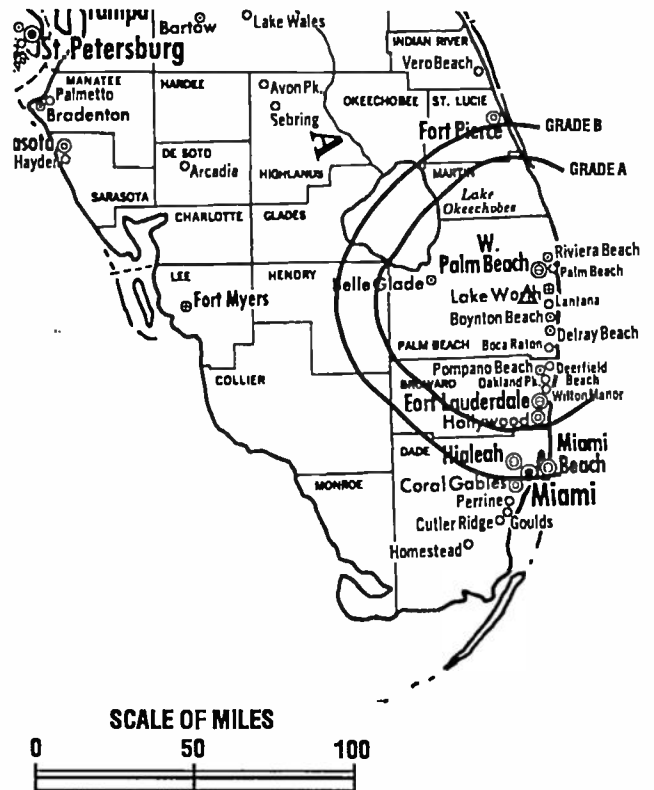 Tampa
St. Petersburg
Bartow
Lake Wales
INDIAN RIVER
Vero Beach
MANATEE
Palmetto
Bradenton
HARDEE
Avon Pk.
Sebring
OKEECHOBEE
ST. LUCIE
Fort Pierce
GRADE B
GRADE A
asota
Hayden
DE SOTO
Arcadia
A
HIGHLANDS
MARTIN
Lake
Okeechobee
SARASOTA
CHARLOTTE
GLADES
W.
Palm Beach
Riviera Beach
Palm Beach
LEE
HENDRY
Belle Glade
Fort Myers
Lake Worth
Lantana
Boynton Beach
Delray Beach
PALM BEACH
Boca Raton
COLLIER
Pompano Beach
Deerfield
Beach
BROWARD
Oakland Pk.
Wilton Manor
Fort Lauderdale
Hollywood
DADE
Hialeah
Miami
Beach
MONROE
Coral Gables
Miami
Perrine
Cutler Ridge
Goulds
Homestead
SCALE OF MILES
0 50 100